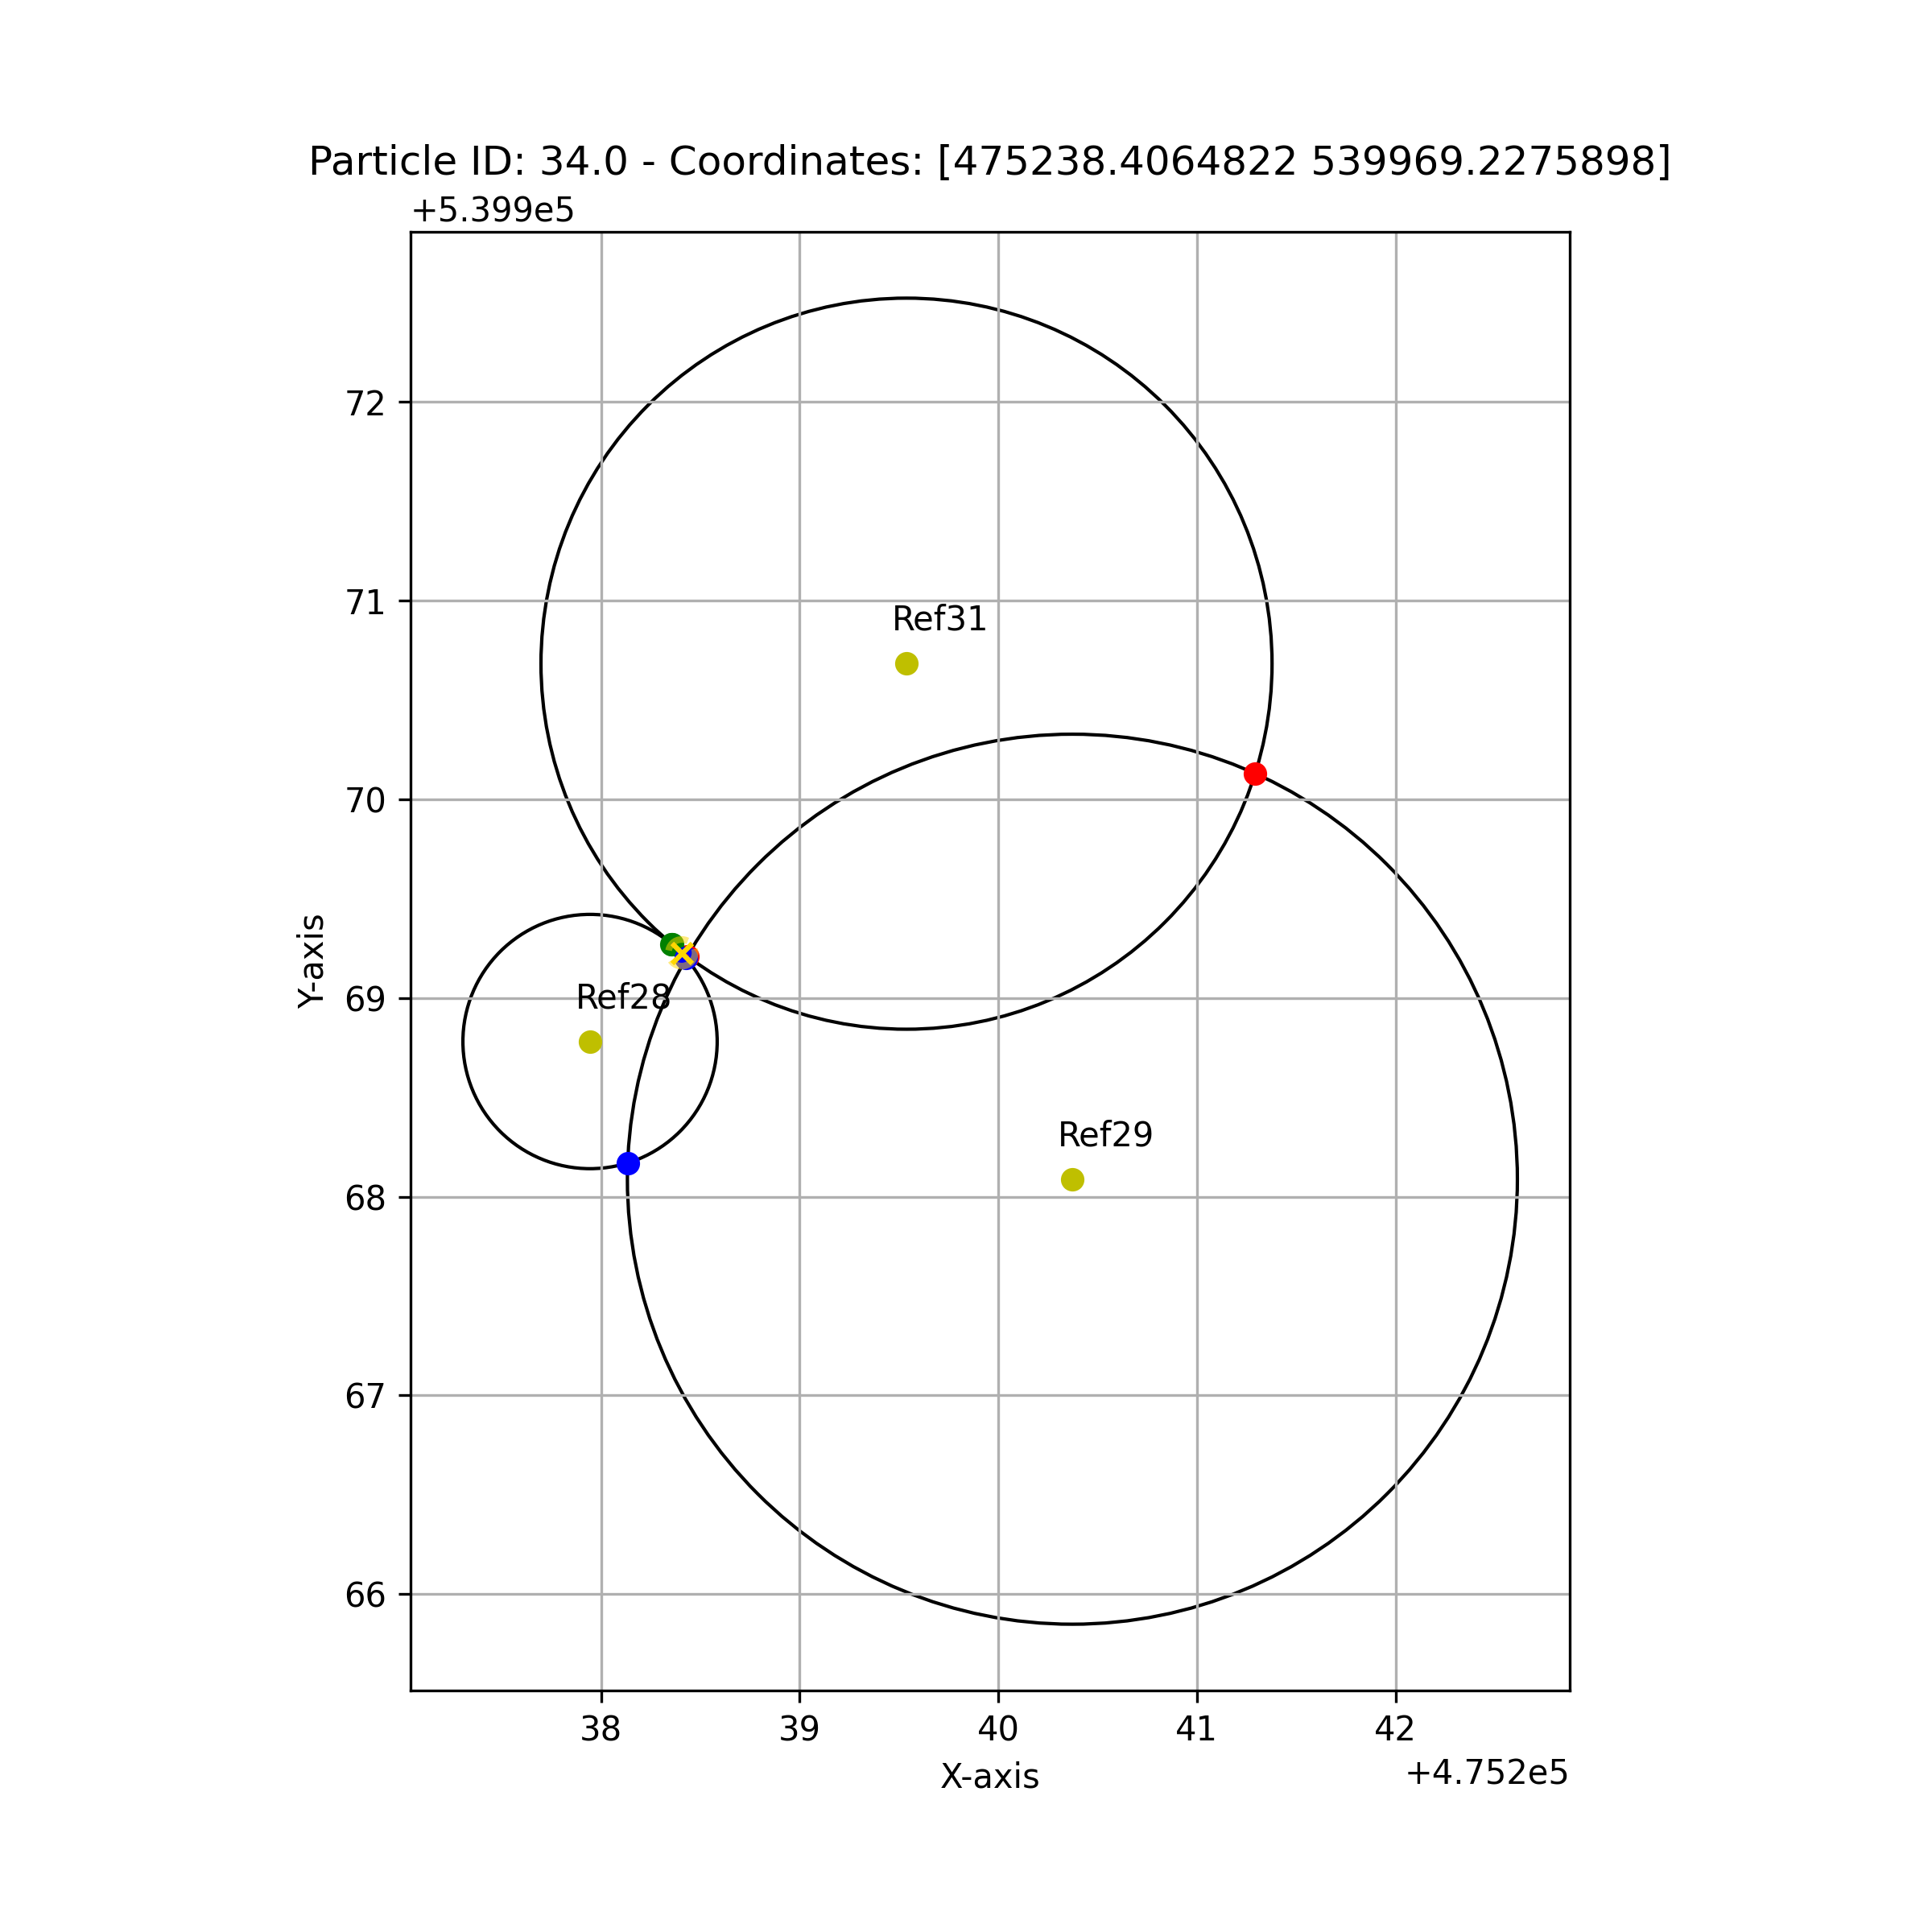 Particle ID: 34.0 - Coordinates: [475238.4064822 539969.2275898]
+5.399e5
72
71
Ref31
70
69
Ref28
Ref29
68
67
66
Y-axis
38 39 40 41 42
X-axis
+4.752e5